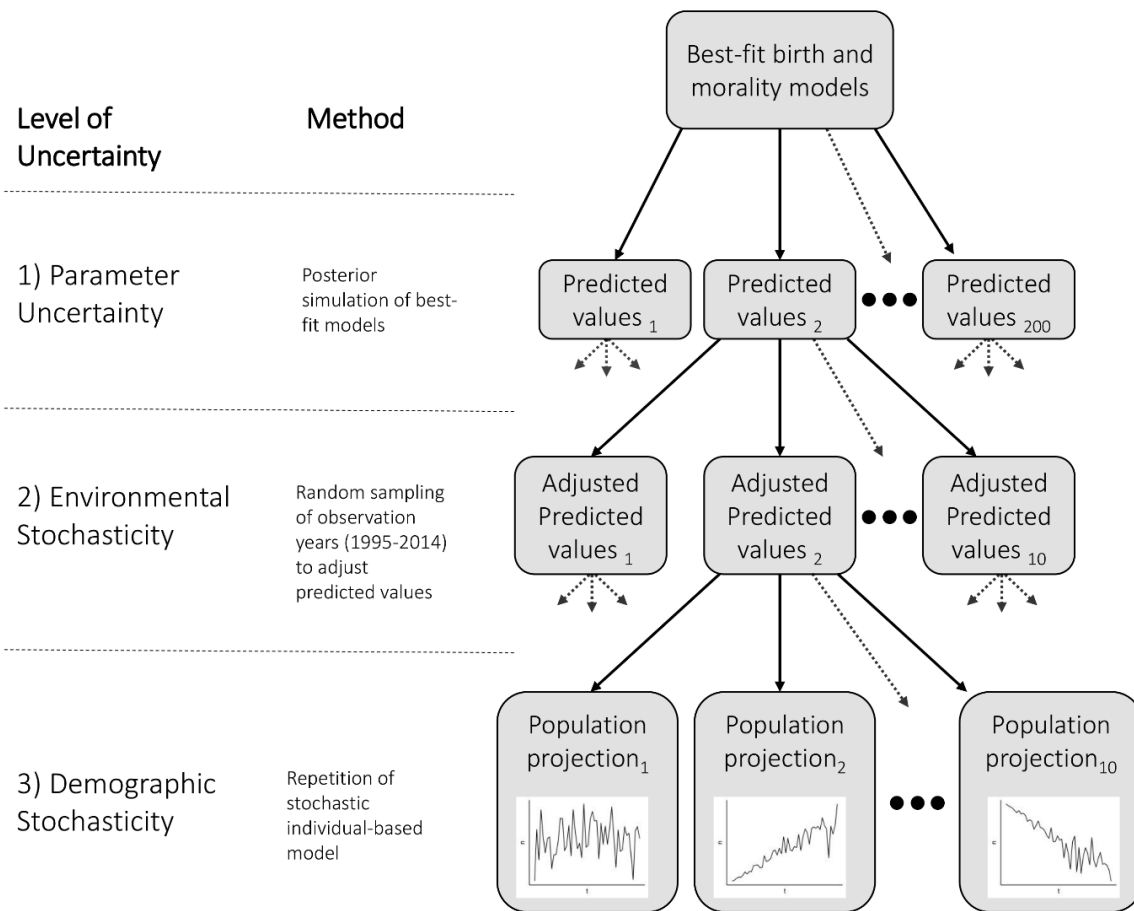 Best-fit birth and
morality models
Level of
Uncertainty
Method
1) Parameter
Uncertainty
Posterior
simulation of best-
fit models
Predicted
values 1
Predicted
values 2
Predicted
values 200
2) Environmental
Stochasticity
Random sampling
of observation
years (1995-2014)
to adjust
predicted values
Adjusted
Predicted
values 1
Adjusted
Predicted
values 2
Adjusted
Predicted
values 10
3) Demographic
Stochasticity
Repetition of
stochastic
individual-based
model
Population
projection1
n
t
Population
projection2
n
t
Population
projection10
n
t